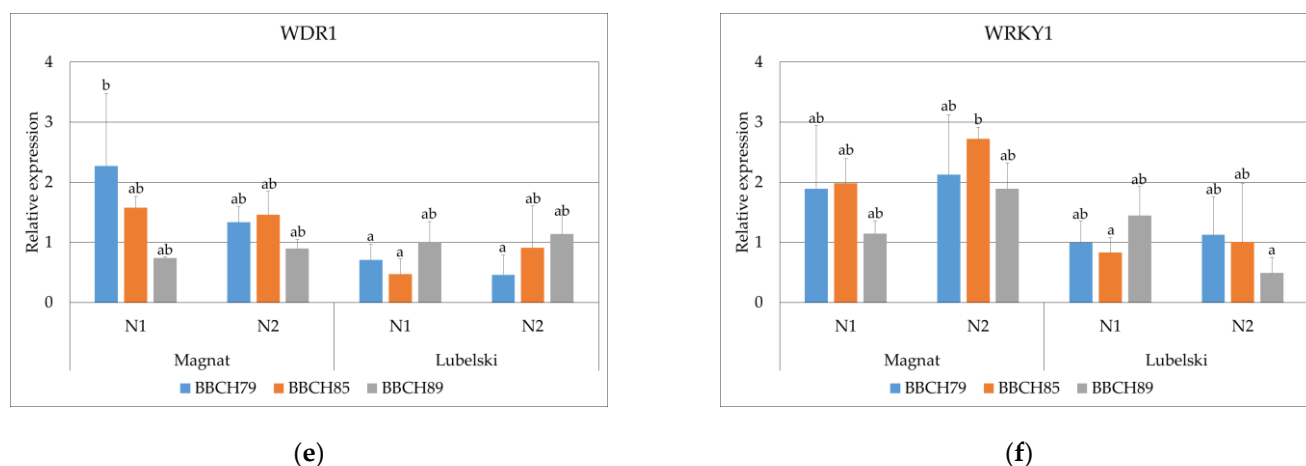 WDR1
Relative expression
4
3
2
1
0
b
ab
ab
ab
ab
ab
a
a
ab
a
ab
ab
N1
N2
N1
N2
Magnat
Lubelski
BBCH79
BBCH85
BBCH89
(e)
WRKY1
Relative expression
4
3
2
1
0
ab
ab
ab
ab
b
ab
ab
a
ab
ab
ab
a
N1
N2
N1
N2
Magnat
Lubelski
BBCH79
BBCH85
BBCH89
(f)